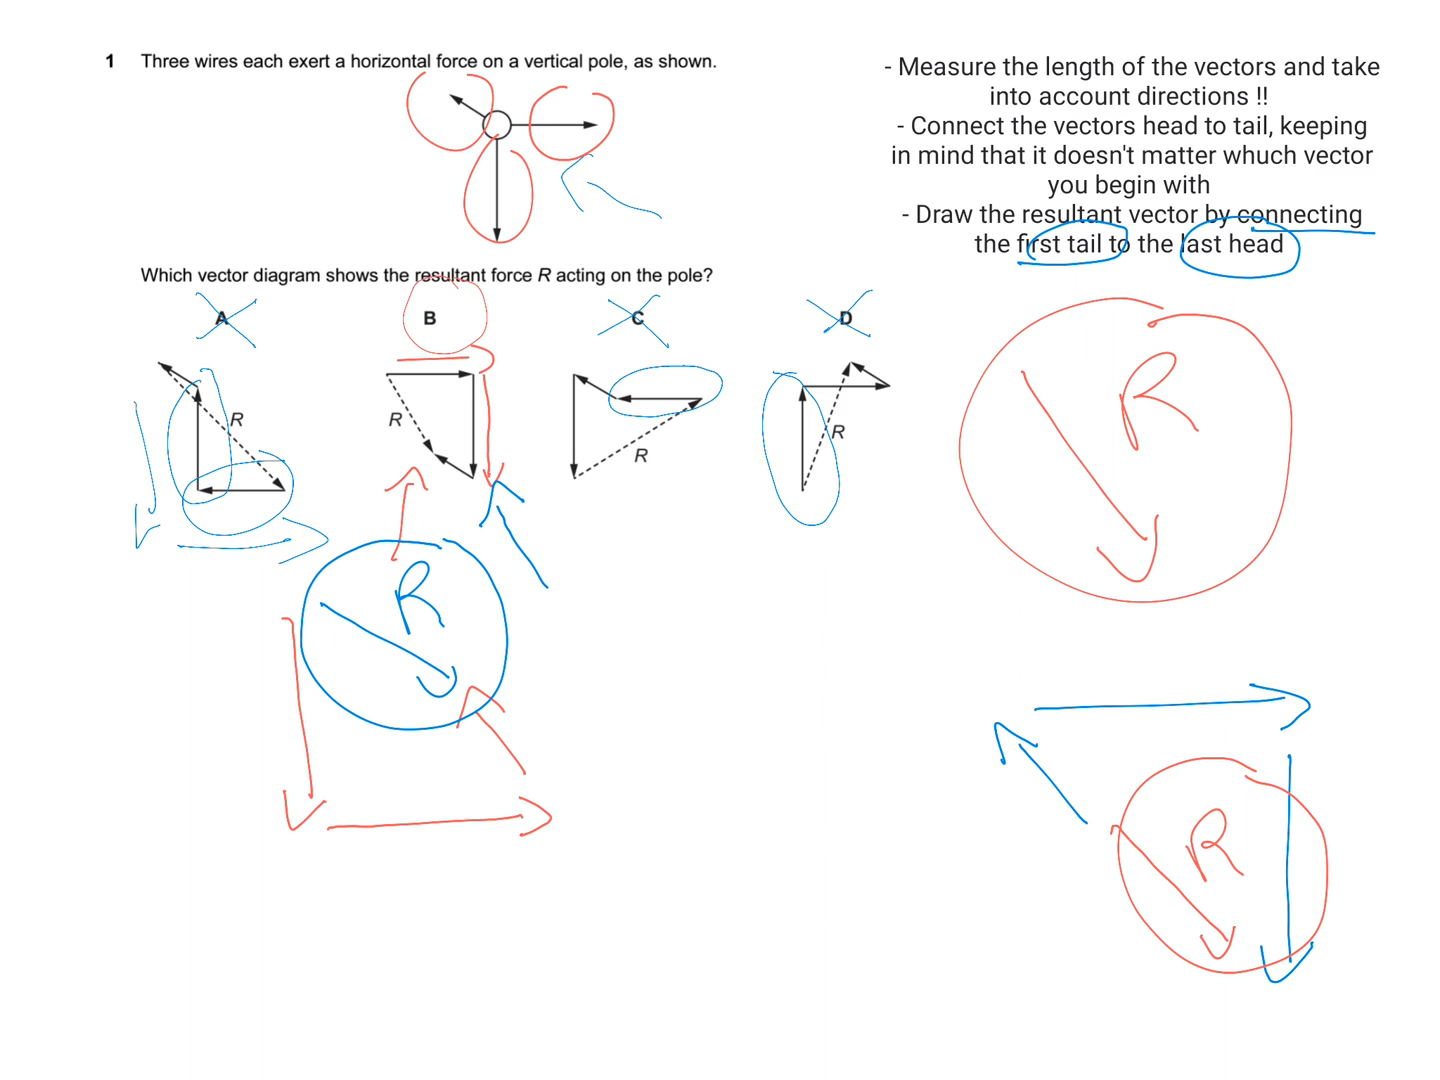 1 Three wires each exert a horizontal force on a vertical pole, as shown.
- Measure the length of the vectors and take
into account directions !!
- Connect the vectors head to tail, keeping
in mind that it doesn't matter whuch vector
you begin with
- Draw the resultant vector by connecting
the first tail to the last head
Which vector diagram shows the resultant force R acting on the pole?
A B C D
R
R
R
R
R
R
R